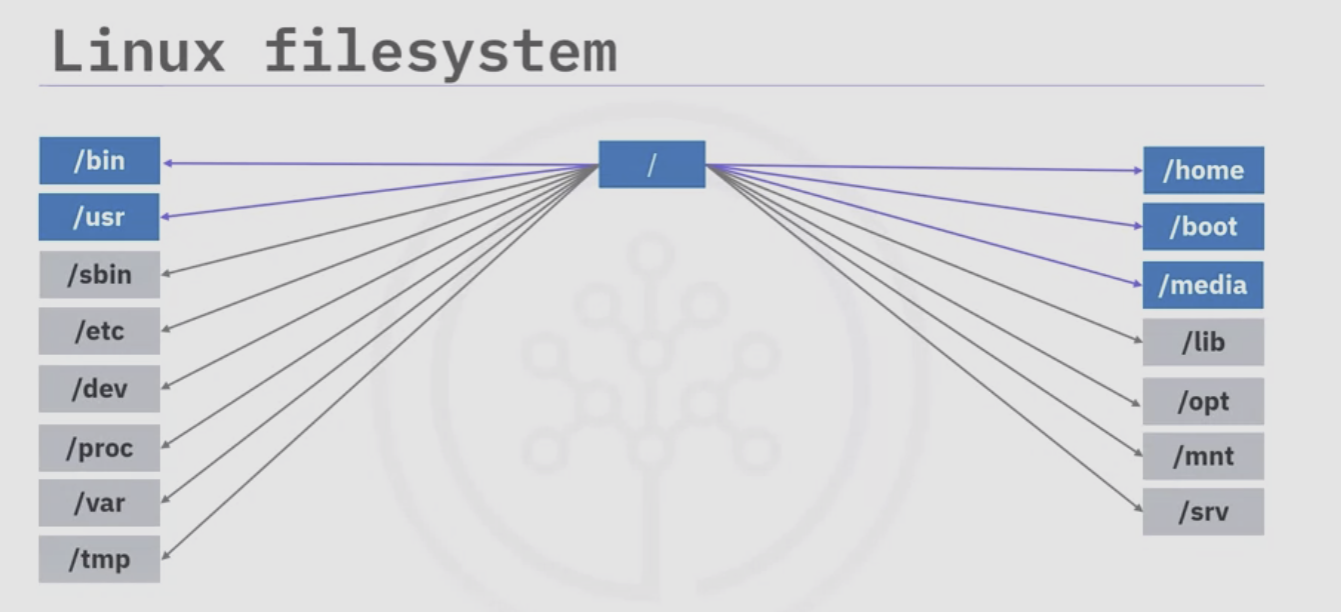 Linux filesystem
/
/bin
/usr
/sbin
/etc
/dev
/proc
/var
/tmp
/home
/boot
/media
/lib
/opt
/mnt
/srv